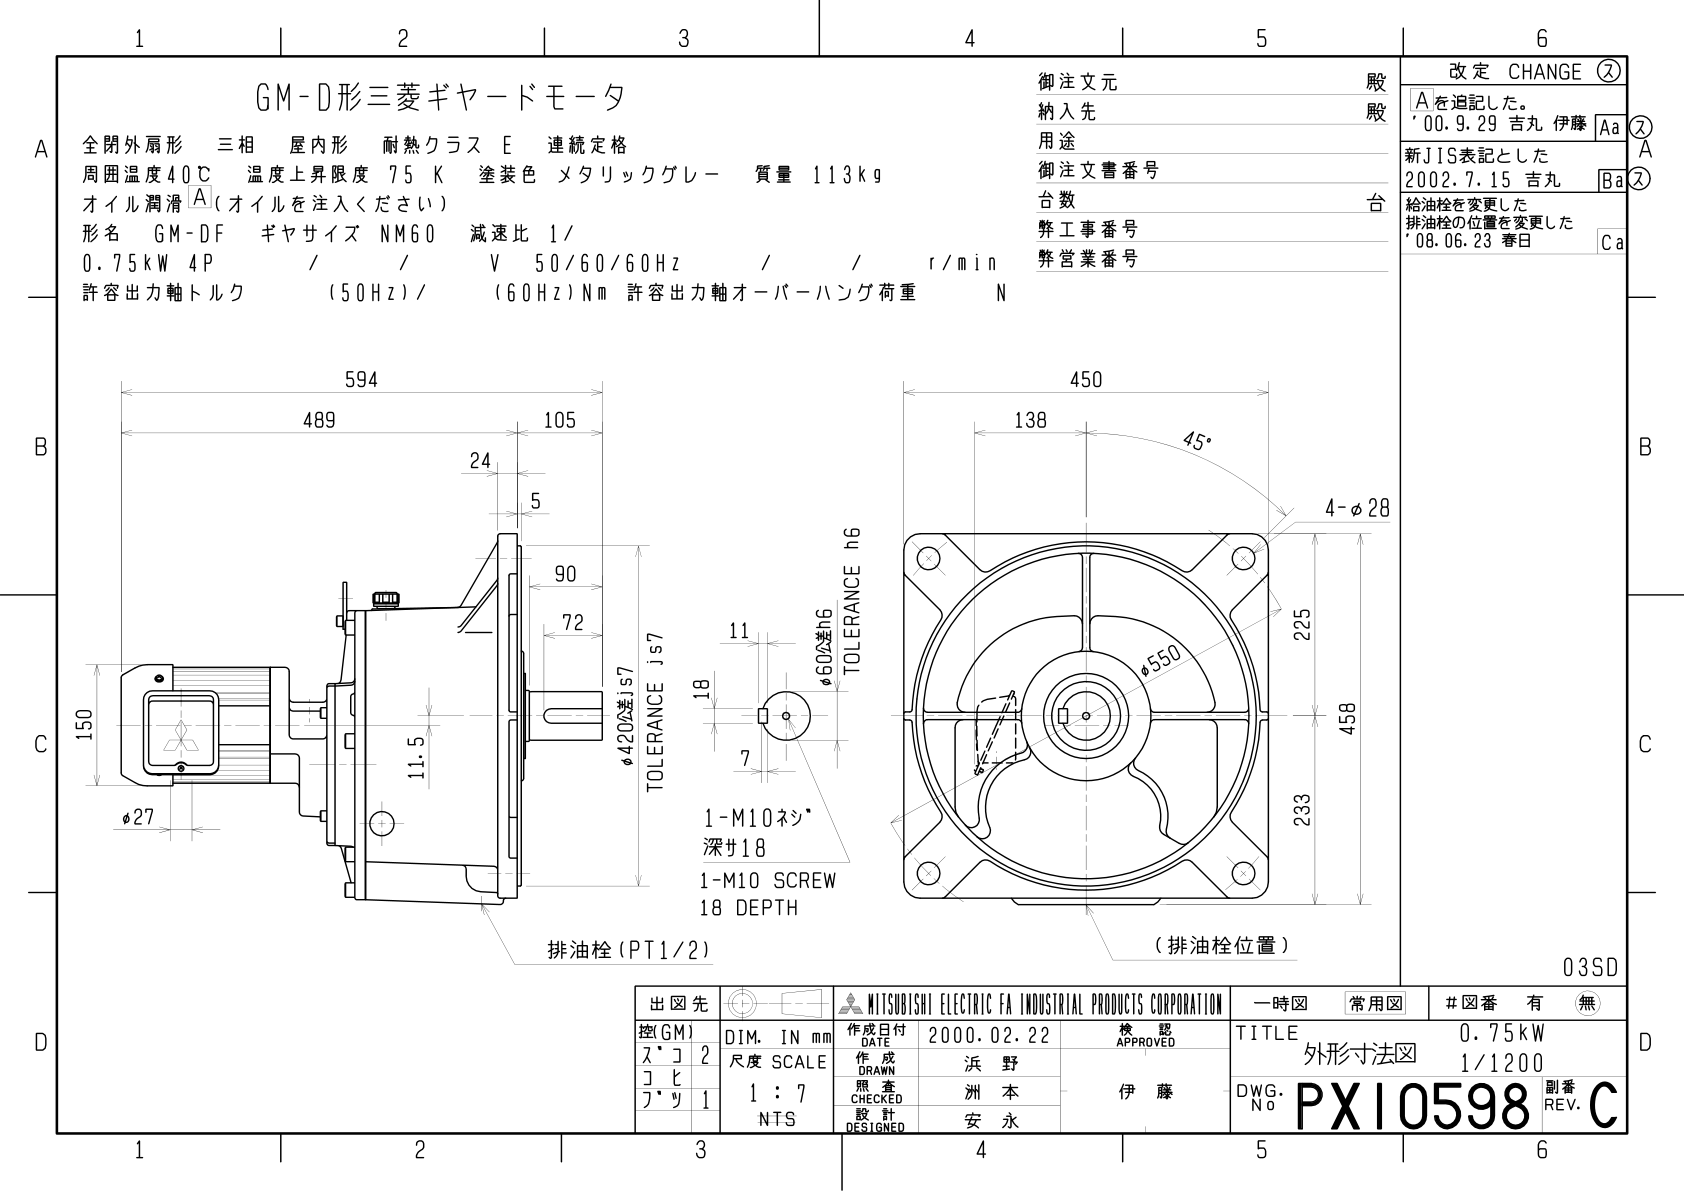 1 2 3 4 5 6
GM-D形三菱ギヤードモータ
全閉外扇形 三相 屋内形 耐熱クラス E 連続定格
周囲温度40℃ 温度上昇限度 75 K 塗装色 メタリックグレー 質量 113kg
オイル潤滑 A (オイルを注入ください)
形名 GM-DF ギヤサイズ NM60 減速比 1/
0.75kW 4P / / V 50/60/60Hz / / r/min
許容出力軸トルク (50Hz)/ (60Hz)Nm 許容出力軸オーバーハング荷重 N
御注文元 殿
納入先 殿
用途
御注文書番号
台数 台
弊工事番号
弊営業番号
改定 CHANGE ス
Aを追記した。
'00.9.29 吉丸 伊藤 Aa ス
新JIS表記とした
2002.7.15 吉丸 Ba ス
給油栓を変更した
排油栓の位置を変更した
'08.06.23 春日 Ca
A
B
C
D
A
B
C
D
594
489 105
24
5
90
72
150
11.5
φ27
φ420公差js7
TOLERANCE js7
排油栓(PT1/2)
11
18
7
φ60公差h6
TOLERANCE h6
1-M10ネジ
深サ18
1-M10 SCREW
18 DEPTH
450
138
45°
4-φ28
φ550
225
233
458
(排油栓位置)
03SD
出図先
控(GM)
スﾞコ 2
コヒ
フﾞツ 1
DIM. IN mm
尺度 SCALE
1 : 7
NTS
MITSUBISHI ELECTRIC FA INDUSTRIAL PRODUCTS CORPORATION
作成日付 DATE 2000.02.22
作成 DRAWN 浜野
照査 CHECKED 洲本
設計 DESIGNED 安永
検認 APPROVED
伊藤
一時図 常用図 #図番 有 無
TITLE
外形寸法図
0.75kW
1/1200
DWG. No PX10598
副番 REV. C
1 2 3 4 5 6